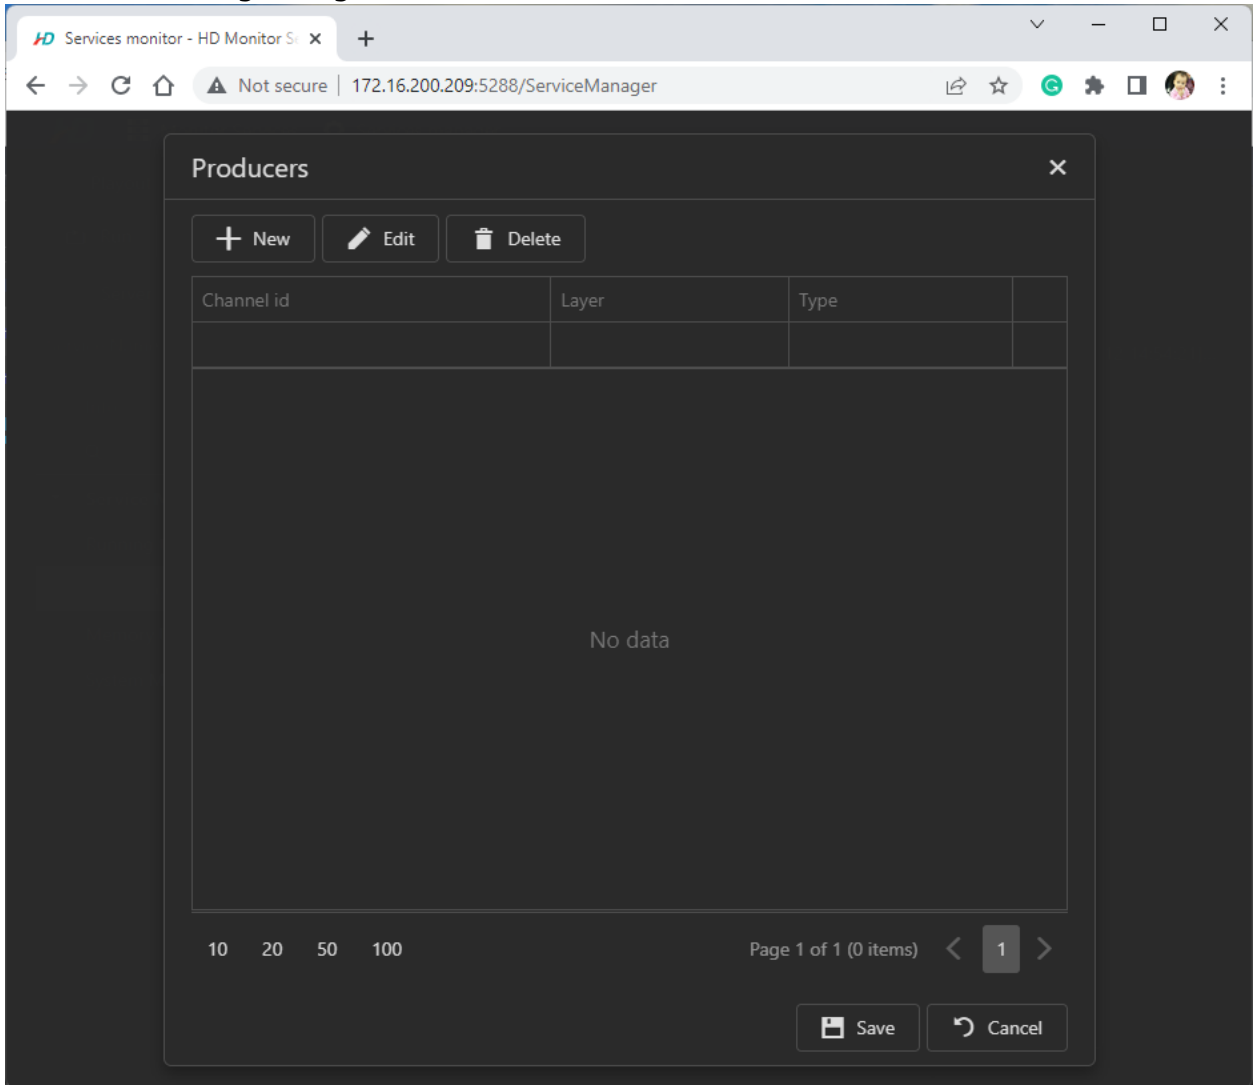 HD Services monitor - HD Monitor S
Not secure | 172.16.200.209:5288/ServiceManager
Producers
New Edit Delete
Channel id Layer Type
No data
10 20 50 100 Page 1 of 1 (0 items) 1
Save Cancel